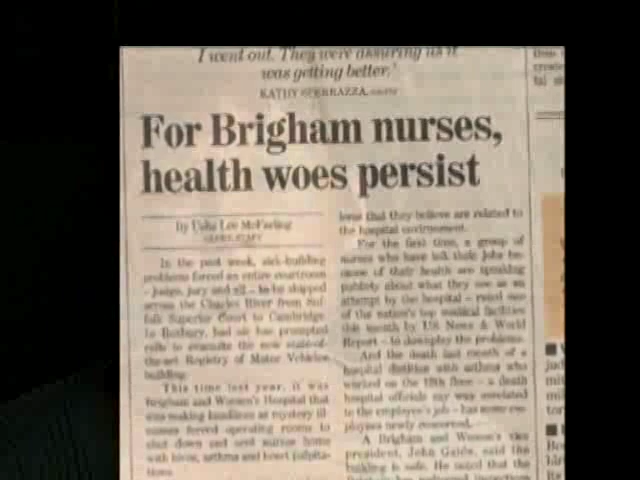 I went out. They were assuring us it
was getting better.'
KATHY SPERRAZZA,
For Brigham nurses,
health woes persist
By Usha Lee McFarling
GLOBE STAFF
In the past week, sick-building
problems forced an entire courtroom
– judge, jury and all – to be shipped
across the Charles River from Suf-
folk Superior Court to Cambridge.
In Roxbury, bad air has prompted
calls to evacuate the new state-of-
the-art Registry of Motor Vehicles
building.
This time last year, it was
Brigham and Women's Hospital that
was making headlines as mystery ill-
nesses forced operating rooms to
shut down and sent nurses home
with hives, asthma and heart palpita-
tions.
lems that they believe are related to
the hospital environment.
For the first time, a group of
nurses who have left their jobs be-
cause of their health are speaking
publicly about what they see as an
attempt by the hospital – rated one
of the nation's top medical facilities
this month by US News & World
Report – to downplay the problems.
And the death last month of a
hospital dietitian with asthma who
worked on the 12th floor – a death
hospital officials say was unrelated
to the employee's job – has some em-
ployees newly concerned.
A Brigham and Women's vice
president, John Gaida, said the
building is safe. He noted that the